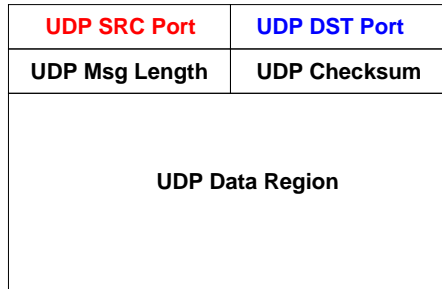 UDP SRC Port UDP DST Port
UDP Msg Length UDP Checksum
UDP Data Region